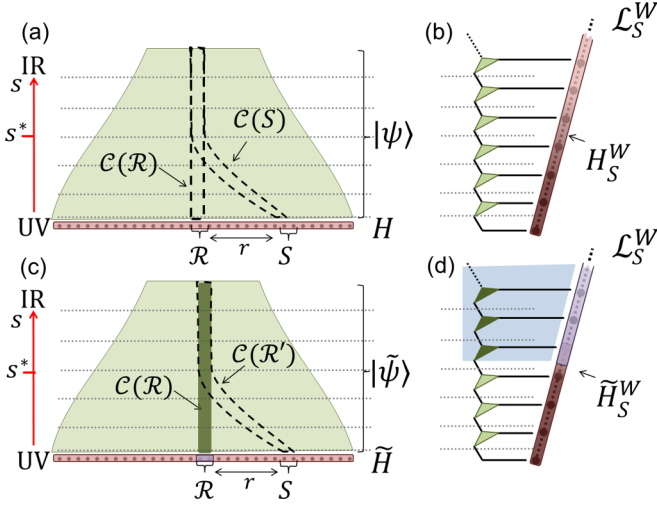 (a)
IR
s
s*
UV
C(R)
C(S)
|ψ⟩
H
R
r
S
(b)
ℒ_S^W
H_S^W
(c)
IR
s
s*
UV
C(R)
C(R′)
|ψ̃⟩
H̃
R
r
S
(d)
ℒ_S^W
H̃_S^W